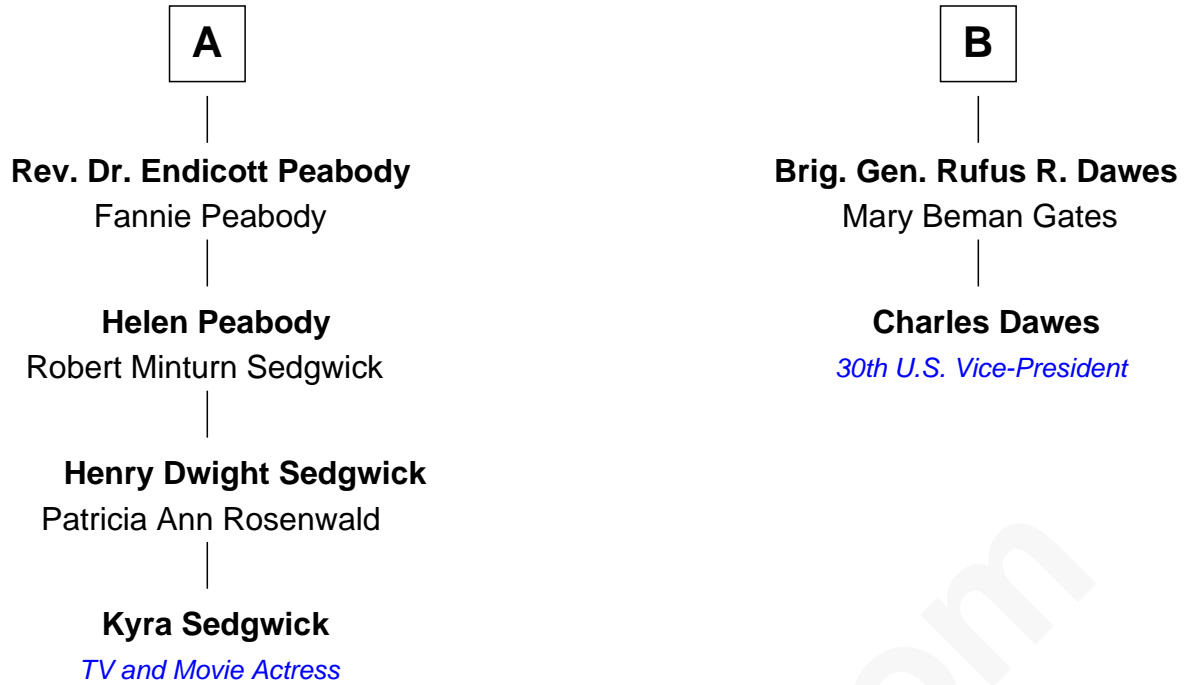 A
Rev. Dr. Endicott Peabody
Fannie Peabody
Helen Peabody
Robert Minturn Sedgwick
Henry Dwight Sedgwick
Patricia Ann Rosenwald
Kyra Sedgwick
TV and Movie Actress
B
Brig. Gen. Rufus R. Dawes
Mary Beman Gates
Charles Dawes
30th U.S. Vice-President
om